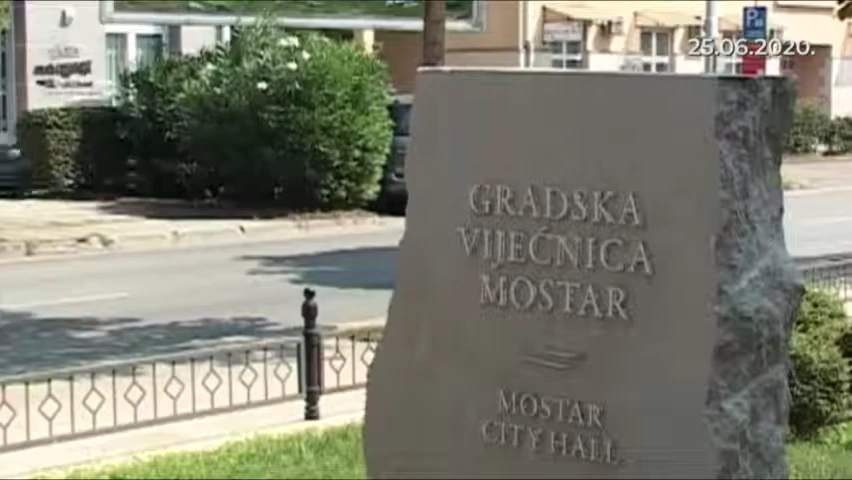 25.06.2020.
P
GRADSKA
VIJEĆNICA
MOSTAR
MOSTAR
CITY HALL